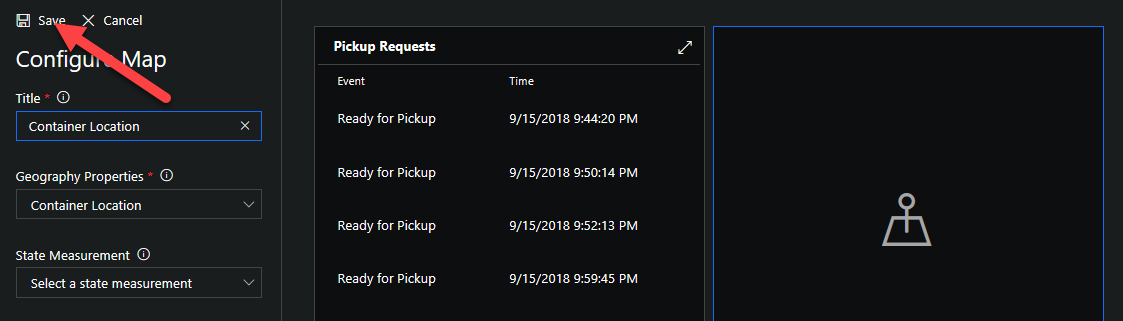 Save Cancel
Configure Map
Title *
Container Location
Geography Properties *
Container Location
State Measurement
Select a state measurement
Pickup Requests
Event Time
Ready for Pickup 9/15/2018 9:44:20 PM
Ready for Pickup 9/15/2018 9:50:14 PM
Ready for Pickup 9/15/2018 9:52:13 PM
Ready for Pickup 9/15/2018 9:59:45 PM